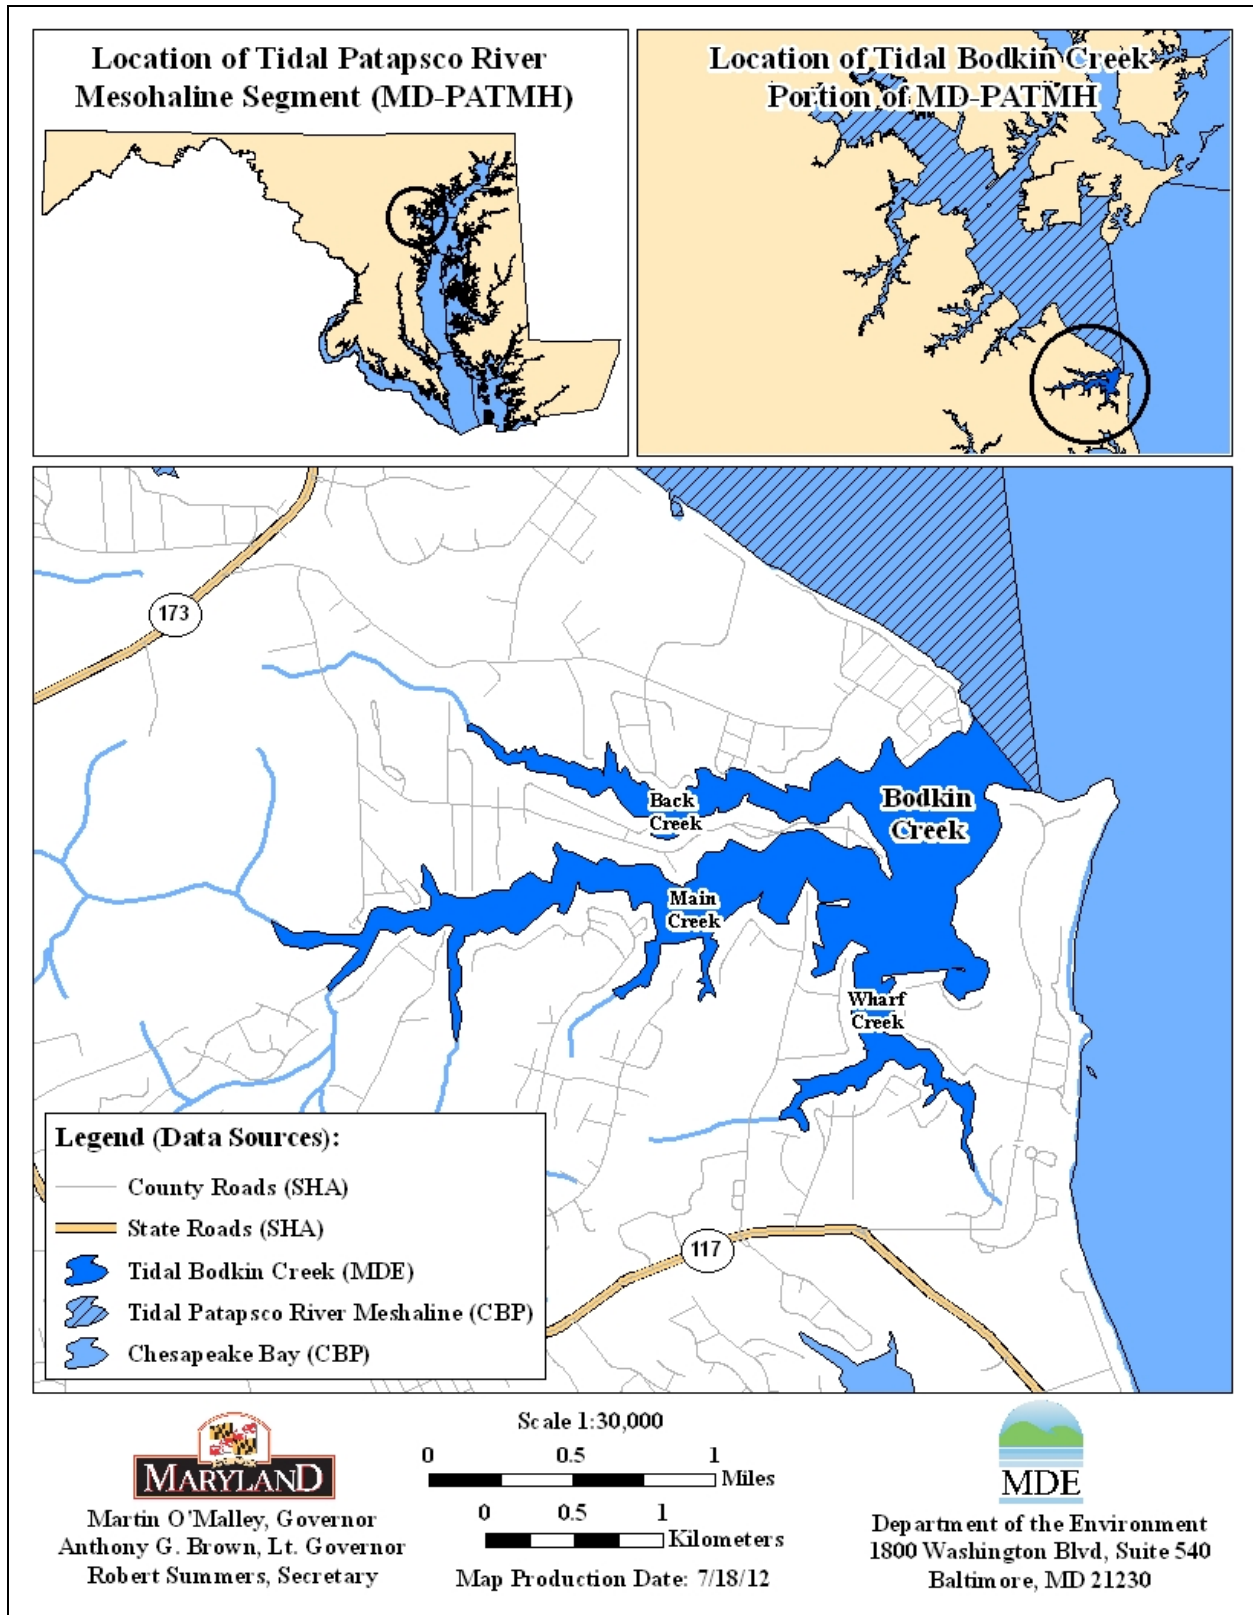 Location of Tidal Patapsco River
Mesohaline Segment (MD-PATMH)
Location of Tidal Bodkin Creek
Portion of MD-PATMH
173
Back
Creek
Bodkin
Creek
Main
Creek
Wharf
Creek
117
Legend (Data Sources):
County Roads (SHA)
State Roads (SHA)
Tidal Bodkin Creek (MDE)
Tidal Patapsco River Meshaline (CBP)
Chesapeake Bay (CBP)
MARYLAND
Martin O'Malley, Governor
Anthony G. Brown, Lt. Governor
Robert Summers, Secretary
Scale 1:30,000
0 0.5 1
Miles
0 0.5 1
Kilometers
Map Production Date: 7/18/12
MDE
Department of the Environment
1800 Washington Blvd, Suite 540
Baltimore, MD 21230